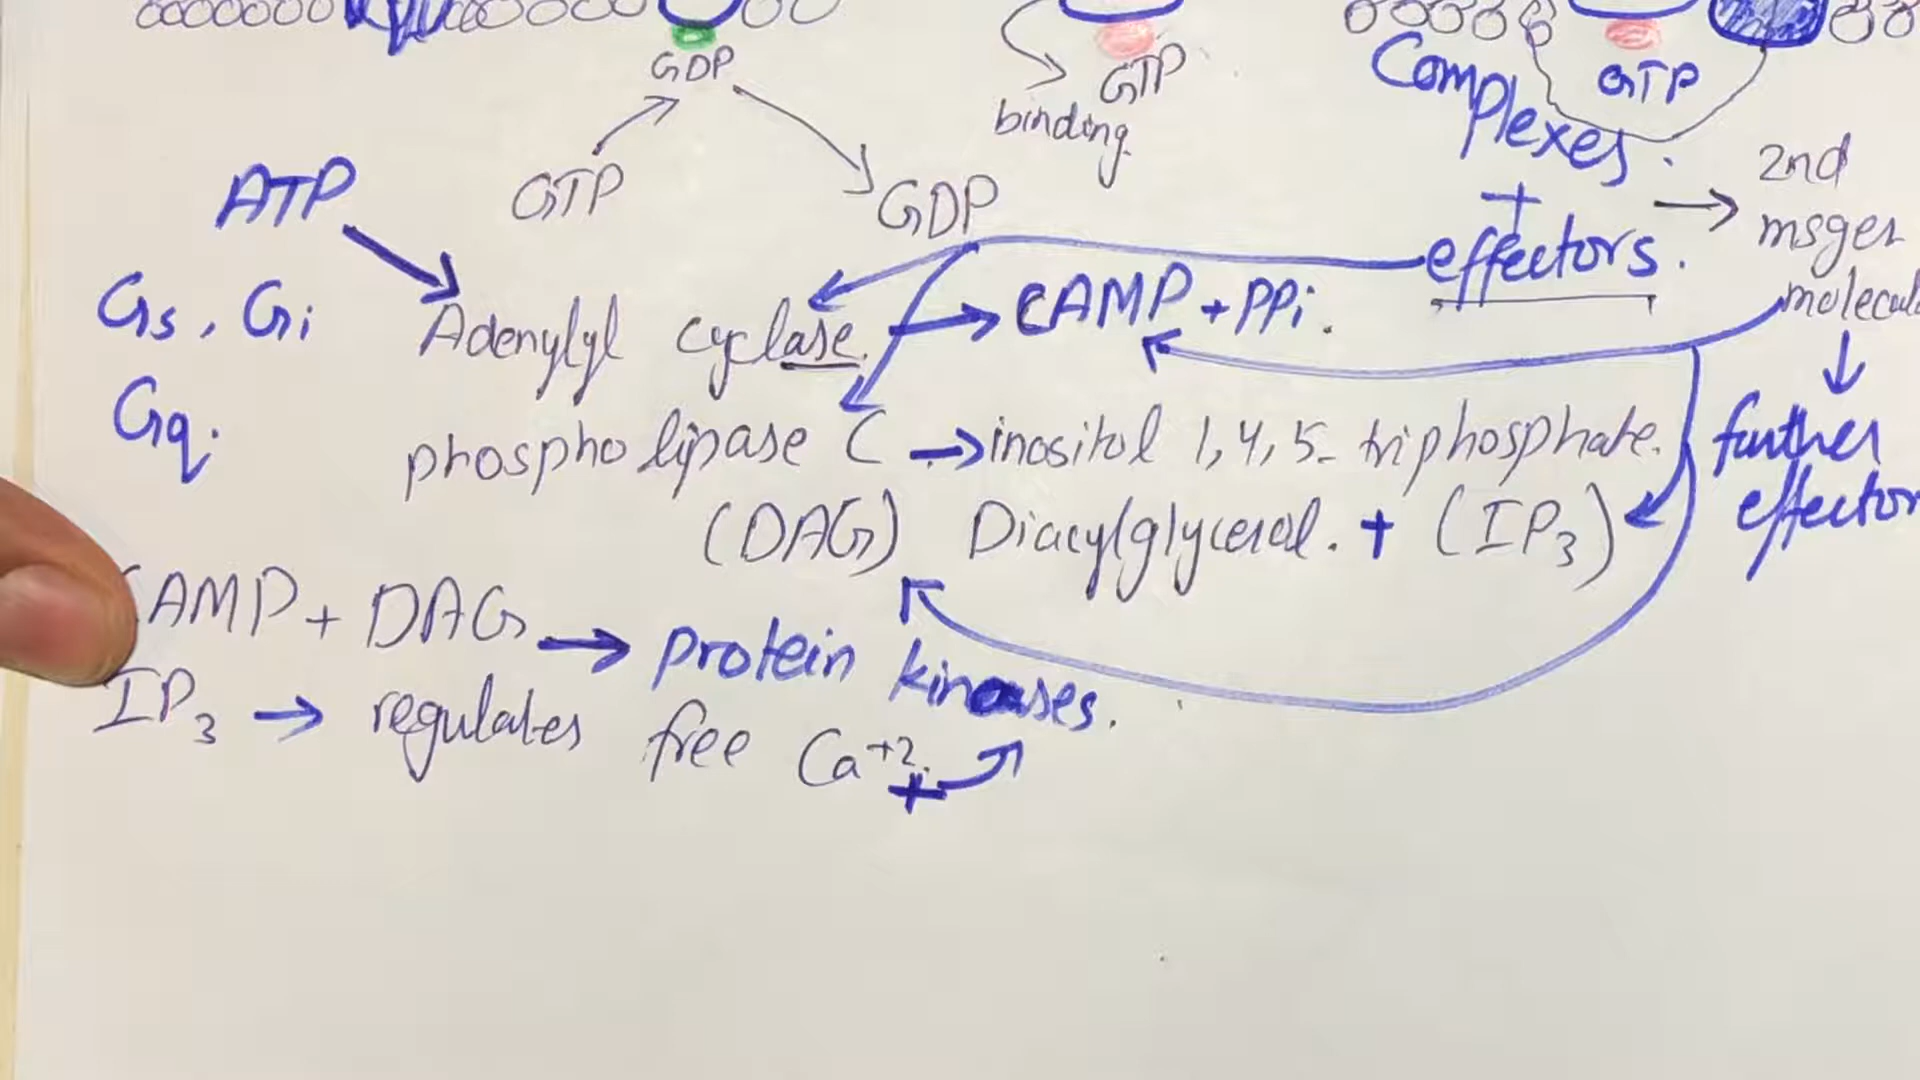 GDP
GTP
binding
Complexes.
GTP
ATP
GTP
GDP
+
effectors.
→ 2nd
msger
molecul
↓
further
effector
Gs, Gi
Gq.
Adenylyl cyclase. → CAMP + PPi.
phospholipase C → inositol 1,4,5- triphosphate.
(DAG) Diacylglycerol. + (IP3)
CAMP + DAG → protein kinases.
IP3 → regulates free Ca+2.
+